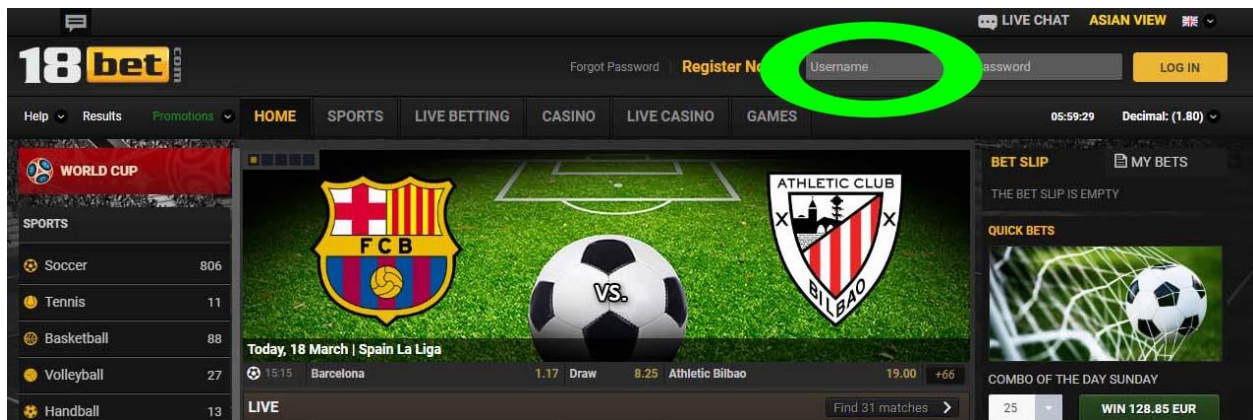 LIVE CHAT ASIAN VIEW
18 bet com
Forgot Password Register Username LOG IN
Help Results Promotions HOME SPORTS LIVE BETTING CASINO LIVE CASINO GAMES 05:59:29 Decimal: (1.80)
WORLD CUP
BET SLIP MY BETS
THE BET SLIP IS EMPTY
SPORTS
QUICK BETS
ATHLETIC CLUB
FCB
BILBAO
VS.
Soccer 806
Tennis 11
Basketball 88
Volleyball 27
Handball 13
Today, 18 March | Spain La Liga
15:15 Barcelona 1.17 Draw 8.25 Athletic Bilbao 19.00 +66
LIVE Find 31 matches
COMBO OF THE DAY SUNDAY
25 WIN 128.85 EUR